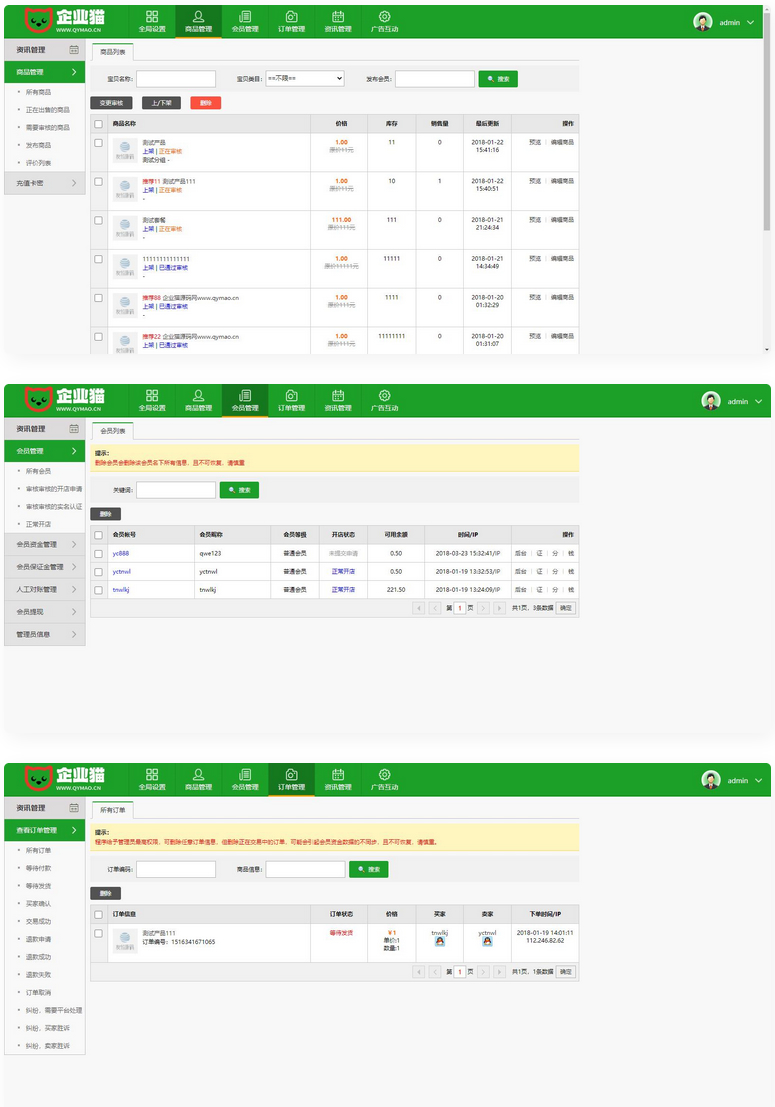 企业猫
WWW.QYMAO.CN
全局设置 商品管理 会员管理 订单管理 资讯管理 广告互动
admin
资讯管理
商品管理
所有商品
正在出售的商品
需要审核的商品
发布商品
评价列表
充值卡密
商品列表
宝贝名称： 宝贝类目： ==不限== 发布会员： 搜索
变更审核 上/下架 删除
商品名称 价格 库存 销售量 最后更新 操作
测试产品 1.00 11 0 2018-01-22 预览 | 编辑商品
上架 | 正在审核 原价11元 15:41:16
测试分组 -
推荐11 测试产品111 1.00 10 1 2018-01-22 预览 | 编辑商品
上架 | 正在审核 原价11元 15:40:51
-
测试套餐 111.00 111 0 2018-01-21 预览 | 编辑商品
上架 | 正在审核 原价111元 21:24:34
-
11111111111111 1.00 11111 0 2018-01-21 预览 | 编辑商品
上架 | 已通过审核 原价11111元 14:34:49
-
推荐88 企业猫源码网www.qymao.cn 1.00 1111 0 2018-01-20 预览 | 编辑商品
上架 | 已通过审核 原价111元 01:32:29
-
推荐22 企业猫源码网www.qymao.cn 1.00 11111111 0 2018-01-20 预览 | 编辑商品
上架 | 已通过审核 原价111元 01:31:07
企业猫
WWW.QYMAO.CN
全局设置 商品管理 会员管理 订单管理 资讯管理 广告互动
admin
资讯管理
会员管理
所有会员
审核审核的开店申请
审核审核的实名认证
正常开店
会员资金管理
会员保证金管理
人工对账管理
会员提现
管理员信息
会员列表
提示：
删除会员会删除该会员名下所有信息，且不可恢复，请慎重
关键词： 搜索
删除
会员帐号 会员昵称 会员等级 开店状态 可用余额 时间/IP 操作
yc888 qwe123 普通会员 未提交申请 0.50 2018-03-23 15:32:41/IP 后台 | 证 | 分 | 钱
yctnwl yctnwl 普通会员 正常开店 0.50 2018-01-19 13:32:53/IP 后台 | 证 | 分 | 钱
tnwlkj tnwlkj 普通会员 正常开店 221.50 2018-01-19 13:24:09/IP 后台 | 证 | 分 | 钱
第 1 页 共1页，3条数据 确定
企业猫
WWW.QYMAO.CN
全局设置 商品管理 会员管理 订单管理 资讯管理 广告互动
admin
资讯管理
查看订单管理
所有订单
等待付款
等待发货
买家确认
交易成功
退款申请
退款成功
退款失败
订单取消
纠纷，需要平台处理
纠纷，买家胜诉
纠纷，卖家胜诉
所有订单
提示：
程序给予管理员最高权限，可删除任意订单信息，但删除正在交易中的订单，可能会引起会员资金数据的不同步，且不可恢复，请慎重。
订单编码： 商品信息： 搜索
删除
订单信息 订单状态 价格 买家 卖家 下单时间/IP
测试产品111 等待发货 ￥1 tnwlkj yctnwl 2018-01-19 14:01:11
订单编号：1516341671065 单价:1 112.246.82.62
数量:1
第 1 页 共1页，1条数据 确定